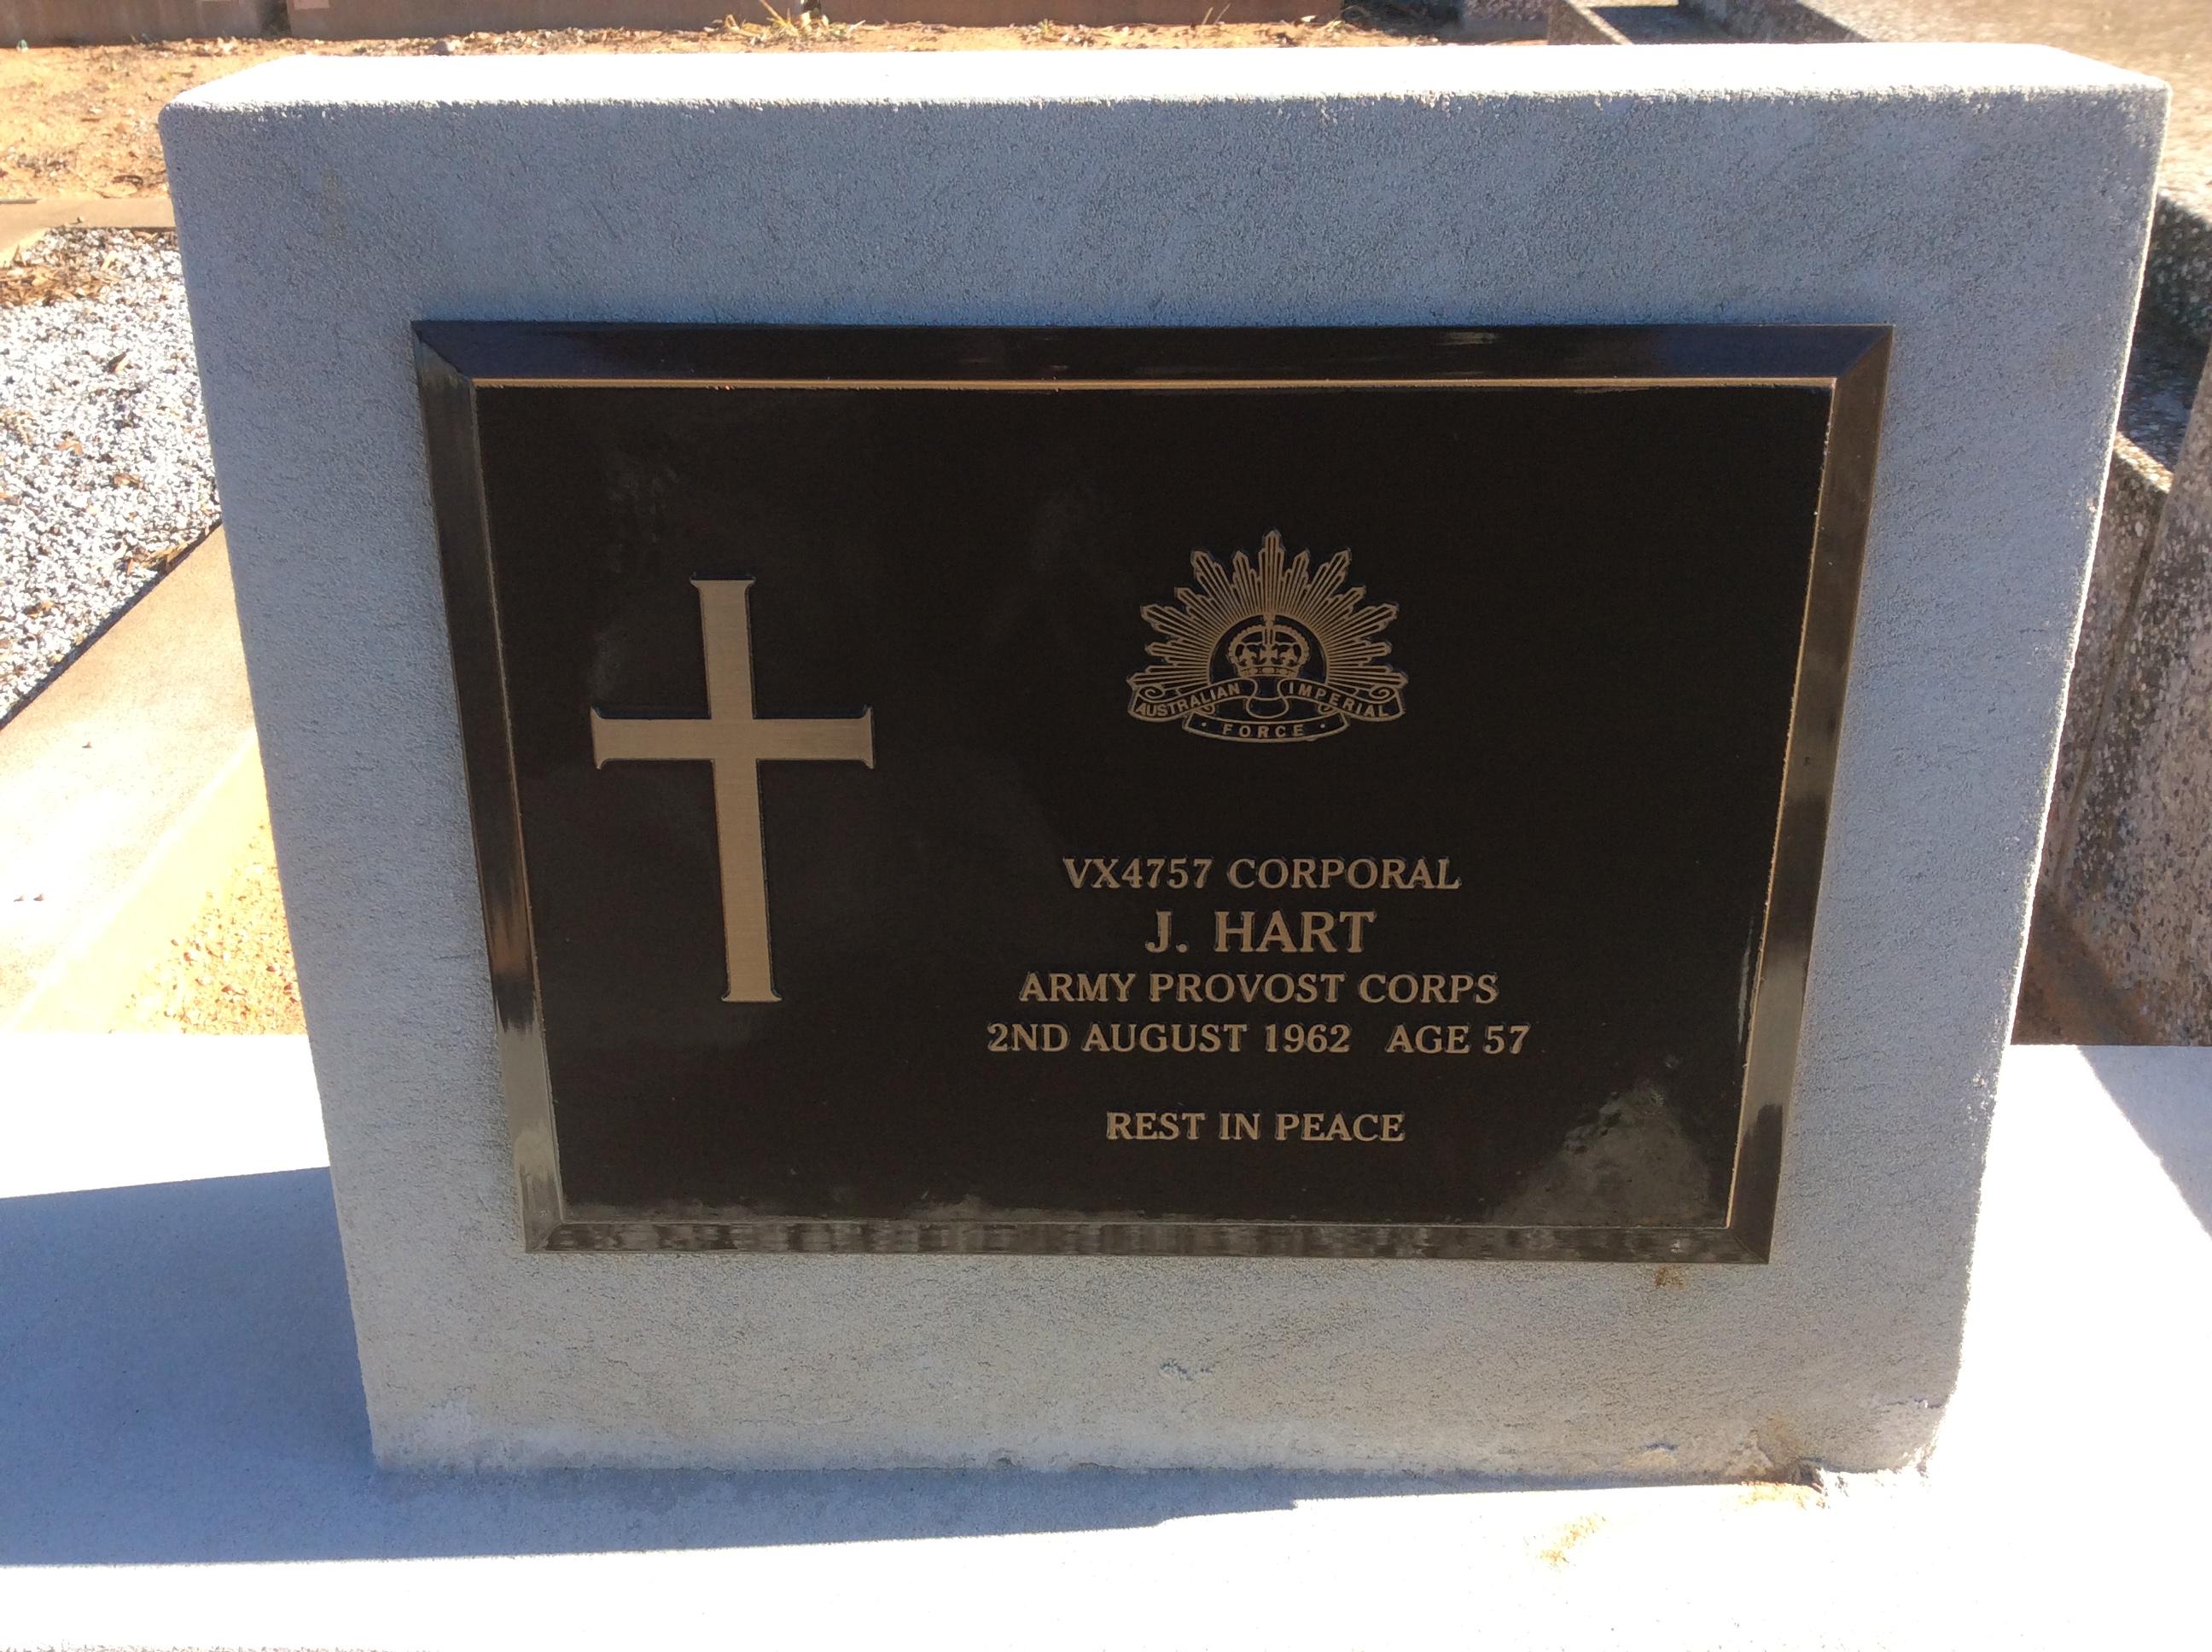 AUSTRALIAN IMPERIAL
FORCE
VX4757 CORPORAL
J. HART
ARMY PROVOST CORPS
2ND AUGUST 1962 AGE 57
REST IN PEACE